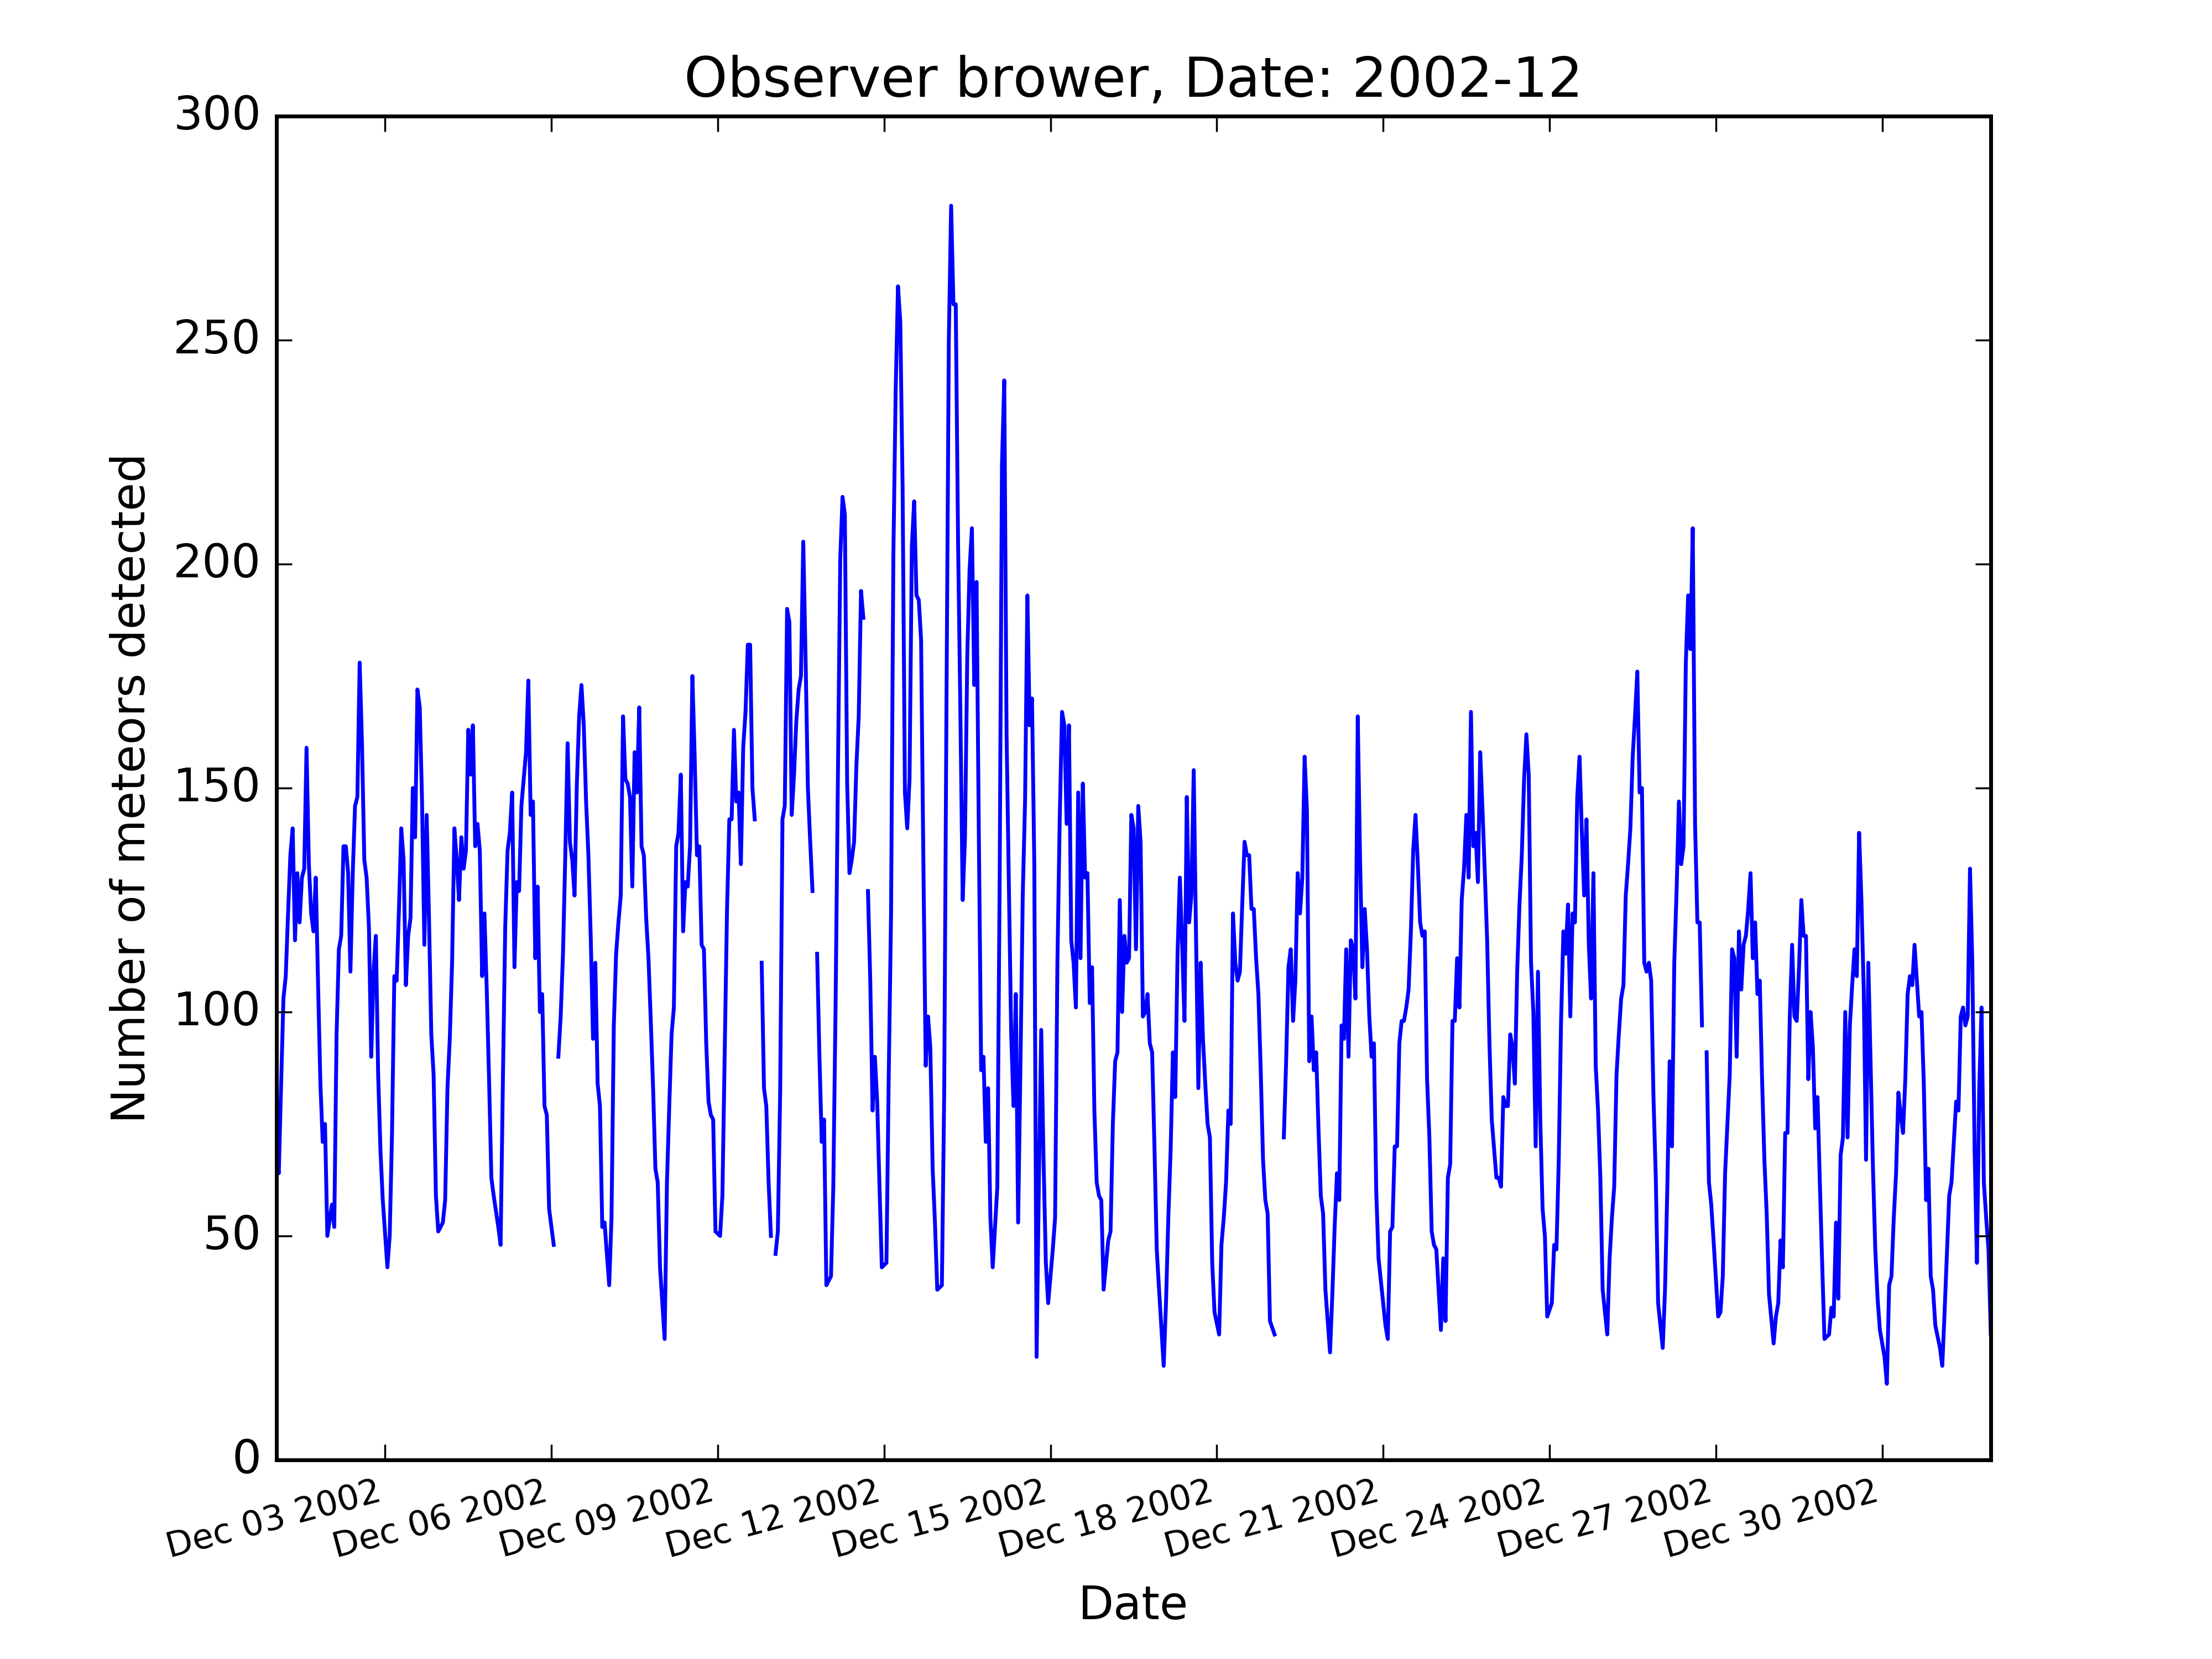 Observer brower, Date: 2002-12
300
250
200
150
100
50
0
Number of meteors detected
Dec 03 2002
Dec 06 2002
Dec 09 2002
Dec 12 2002
Dec 15 2002
Dec 18 2002
Dec 21 2002
Dec 24 2002
Dec 27 2002
Dec 30 2002
Date